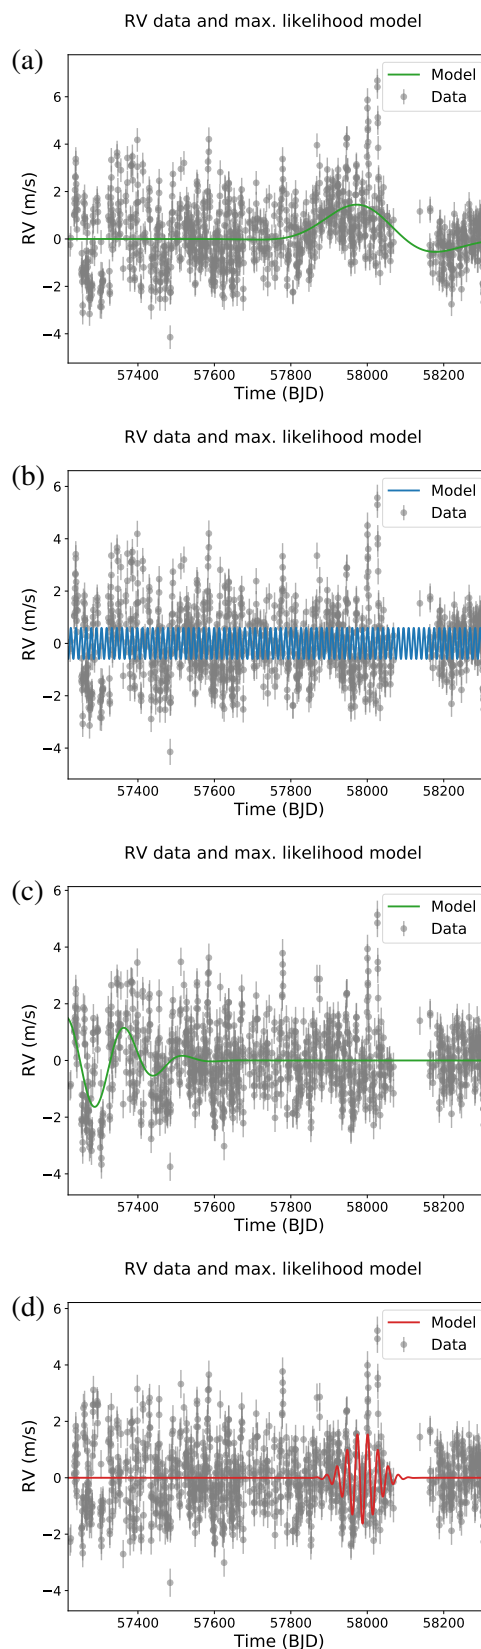 RV data and max. likelihood model
(a)
Model
Data
6
4
2
0
−2
−4
RV (m/s)
57400 57600 57800 58000 58200
Time (BJD)
RV data and max. likelihood model
(b)
Model
Data
6
4
2
0
−2
−4
RV (m/s)
57400 57600 57800 58000 58200
Time (BJD)
RV data and max. likelihood model
(c)
Model
Data
6
4
2
0
−2
−4
RV (m/s)
57400 57600 57800 58000 58200
Time (BJD)
RV data and max. likelihood model
(d)
Model
Data
6
4
2
0
−2
−4
RV (m/s)
57400 57600 57800 58000 58200
Time (BJD)